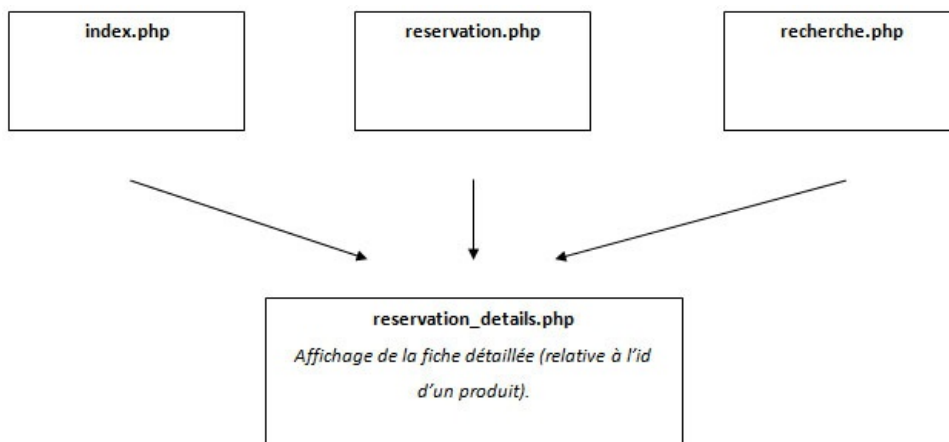 index.php
reservation.php
recherche.php
reservation_details.php
Affichage de la fiche détaillée (relative à l’id
d’un produit).